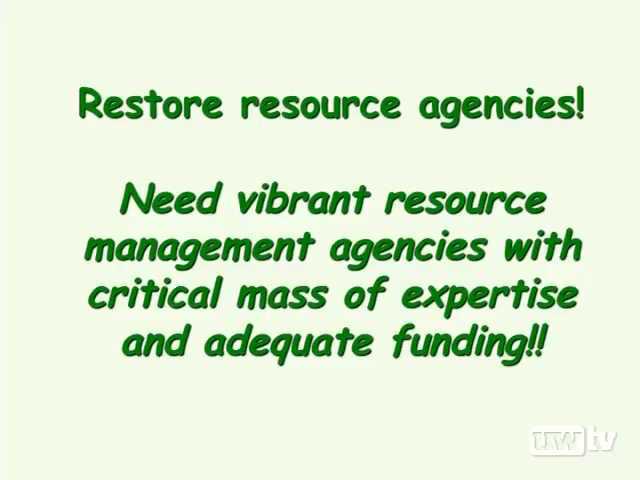 Restore resource agencies!
Need vibrant resource
management agencies with
critical mass of expertise
and adequate funding!!
uwtv